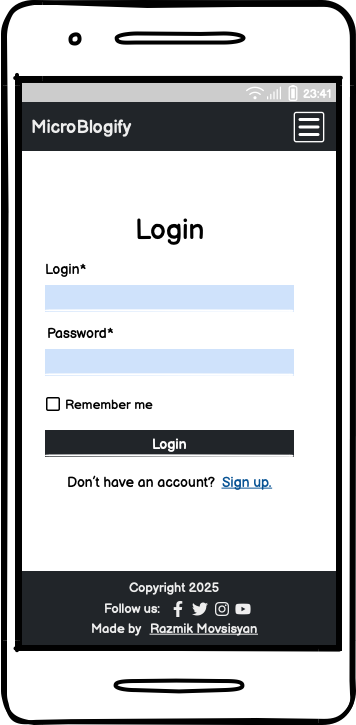 23:41
MicroBlogify
Login
Login*
Password*
Remember me
Login
Don't have an account? Sign up.
Copyright 2025
Follow us:
Made by Razmik Movsisyan